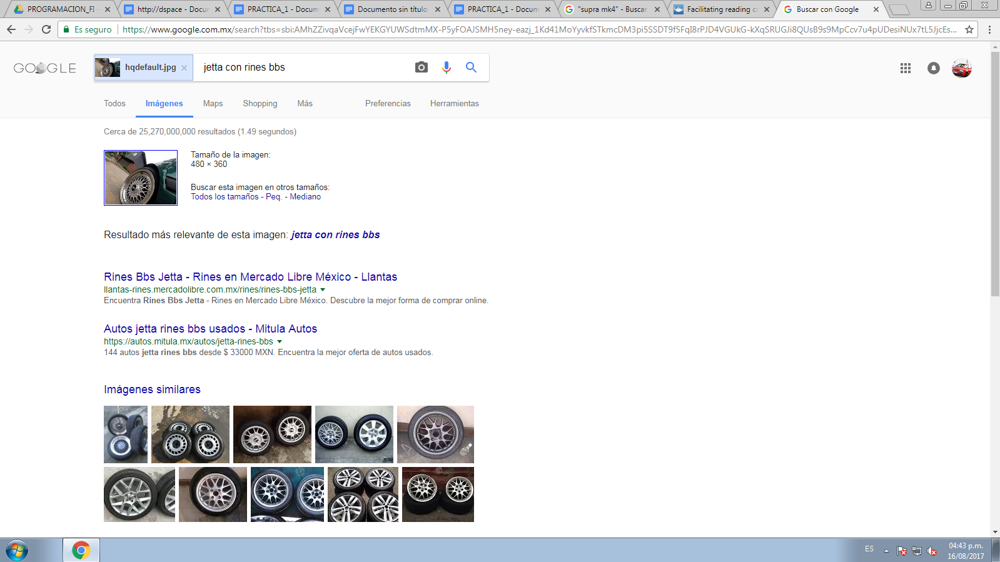 PROGRAMACION_FI -
http://dspace - Docur
PRACTICA_1 - Docum
Documento sin título
PRACTICA_1 - Docum
"supra mk4" - Buscar
Facilitating reading co
Buscar con Google
Es seguro
https://www.google.com.mx/search?tbs=sbi:AMhZZivqaVcejFwYEKGYUWSdtmMX-P5yFOAJSMH5ney-eazj_1Kd41MoYyvkfSTkmcDM3pi5SSDT9f5FqI8rPJD4VGUkG-kXqSRUGJi8QUsB9s9MpCcv7u4pUDesiNUx7tL5JjcEs...
GOOGLE
hqdefault.jpg
jetta con rines bbs
Todos
Imágenes
Maps
Shopping
Más
Preferencias
Herramientas
Cerca de 25,270,000,000 resultados (1.49 segundos)
Tamaño de la imagen:
480 × 360
Buscar esta imagen en otros tamaños:
Todos los tamaños - Peq. - Mediano
Resultado más relevante de esta imagen: jetta con rines bbs
Rines Bbs Jetta - Rines en Mercado Libre México - Llantas
llantas-rines.mercadolibre.com.mx/rines/rines-bbs-jetta
Encuentra Rines Bbs Jetta - Rines en Mercado Libre México. Descubre la mejor forma de comprar online.
Autos jetta rines bbs usados - Mitula Autos
https://autos.mitula.mx/autos/jetta-rines-bbs
144 autos jetta rines bbs desde $ 33000 MXN. Encuentra la mejor oferta de autos usados.
Imágenes similares
ES
04:43 p.m.
16/08/2017